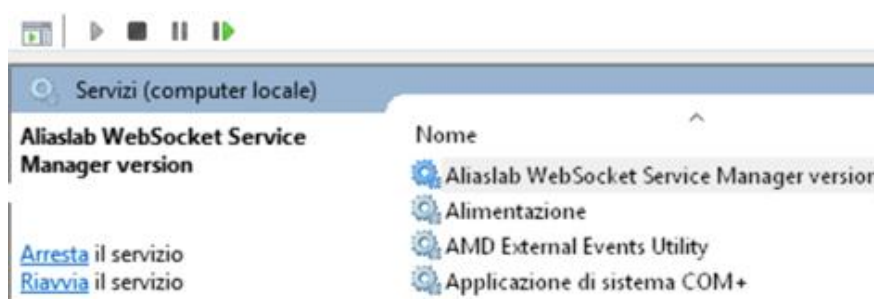 Servizi (computer locale)
Aliaslab WebSocket Service
Manager version
Arresta il servizio
Riavvia il servizio
Nome
Aliaslab WebSocket Service Manager version
Alimentazione
AMD External Events Utility
Applicazione di sistema COM+